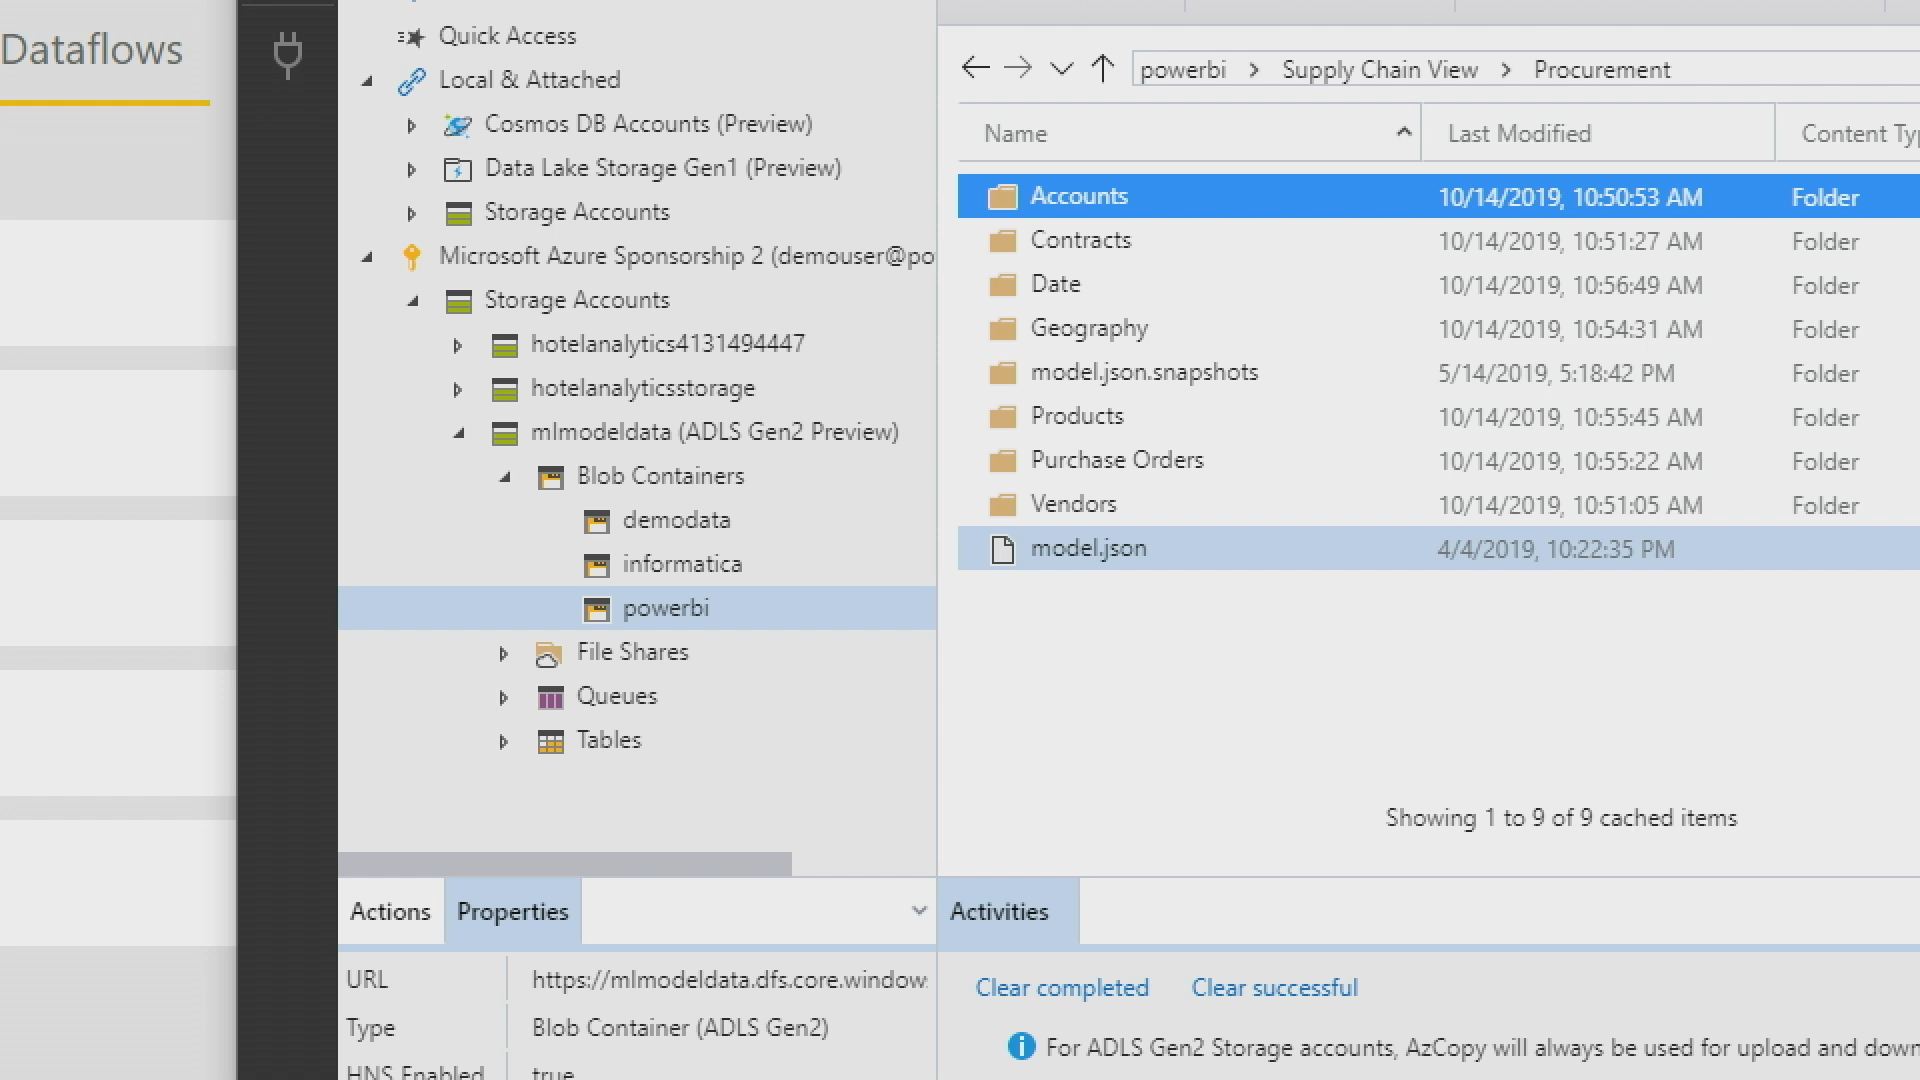 Dataflows
Quick Access
Local & Attached
Cosmos DB Accounts (Preview)
Data Lake Storage Gen1 (Preview)
Storage Accounts
Microsoft Azure Sponsorship 2 (demouser@po
Storage Accounts
hotelanalytics4131494447
hotelanalyticsstorage
mlmodeldata (ADLS Gen2 Preview)
Blob Containers
demodata
informatica
powerbi
File Shares
Queues
Tables
Actions Properties
URL https://mlmodeldata.dfs.core.window
Type Blob Container (ADLS Gen2)
HNS Enabled true
powerbi > Supply Chain View > Procurement
Name Last Modified Content Typ
Accounts 10/14/2019, 10:50:53 AM Folder
Contracts 10/14/2019, 10:51:27 AM Folder
Date 10/14/2019, 10:56:49 AM Folder
Geography 10/14/2019, 10:54:31 AM Folder
model.json.snapshots 5/14/2019, 5:18:42 PM Folder
Products 10/14/2019, 10:55:45 AM Folder
Purchase Orders 10/14/2019, 10:55:22 AM Folder
Vendors 10/14/2019, 10:51:05 AM Folder
model.json 4/4/2019, 10:22:35 PM
Showing 1 to 9 of 9 cached items
Activities
Clear completed Clear successful
For ADLS Gen2 Storage accounts, AzCopy will always be used for upload and down